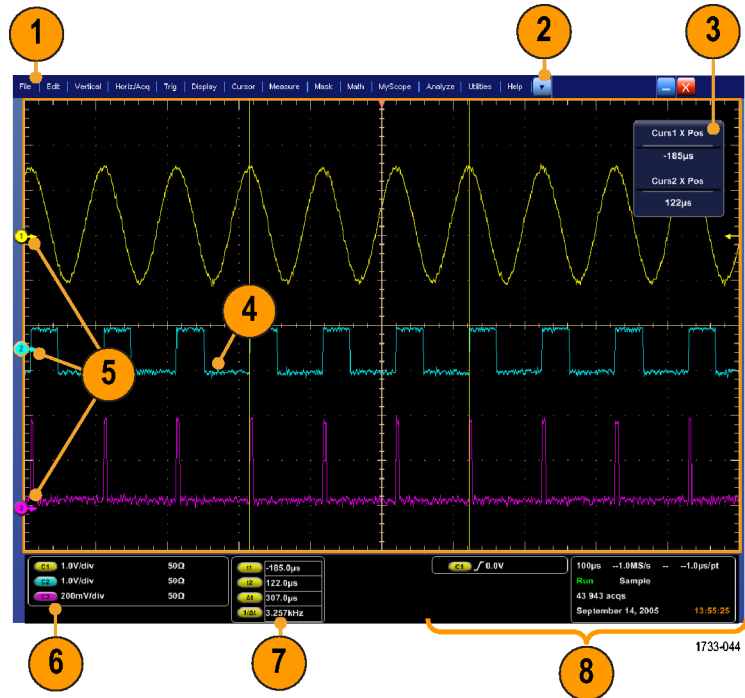 1 2 3
File Edit Vertical Horiz/Acq Trig Display Cursor Measure Mask Math MyScope Analyze Utilities Help
X
Curs1 X Pos
-185µs
Curs2 X Pos
122µs
1
4
2
5
3
C1 1.0V/div 50Ω
C2 1.0V/div 50Ω
C3 200mV/div 50Ω
t1 -185.0µs
t2 122.0µs
Δt 307.0µs
1/Δt 3.257kHz
C1 0.0V
100µs --1.0MS/s -- --1.0µs/pt
Run Sample
43 943 acqs
September 14, 2005 13:55:25
6 7 8
1733-044